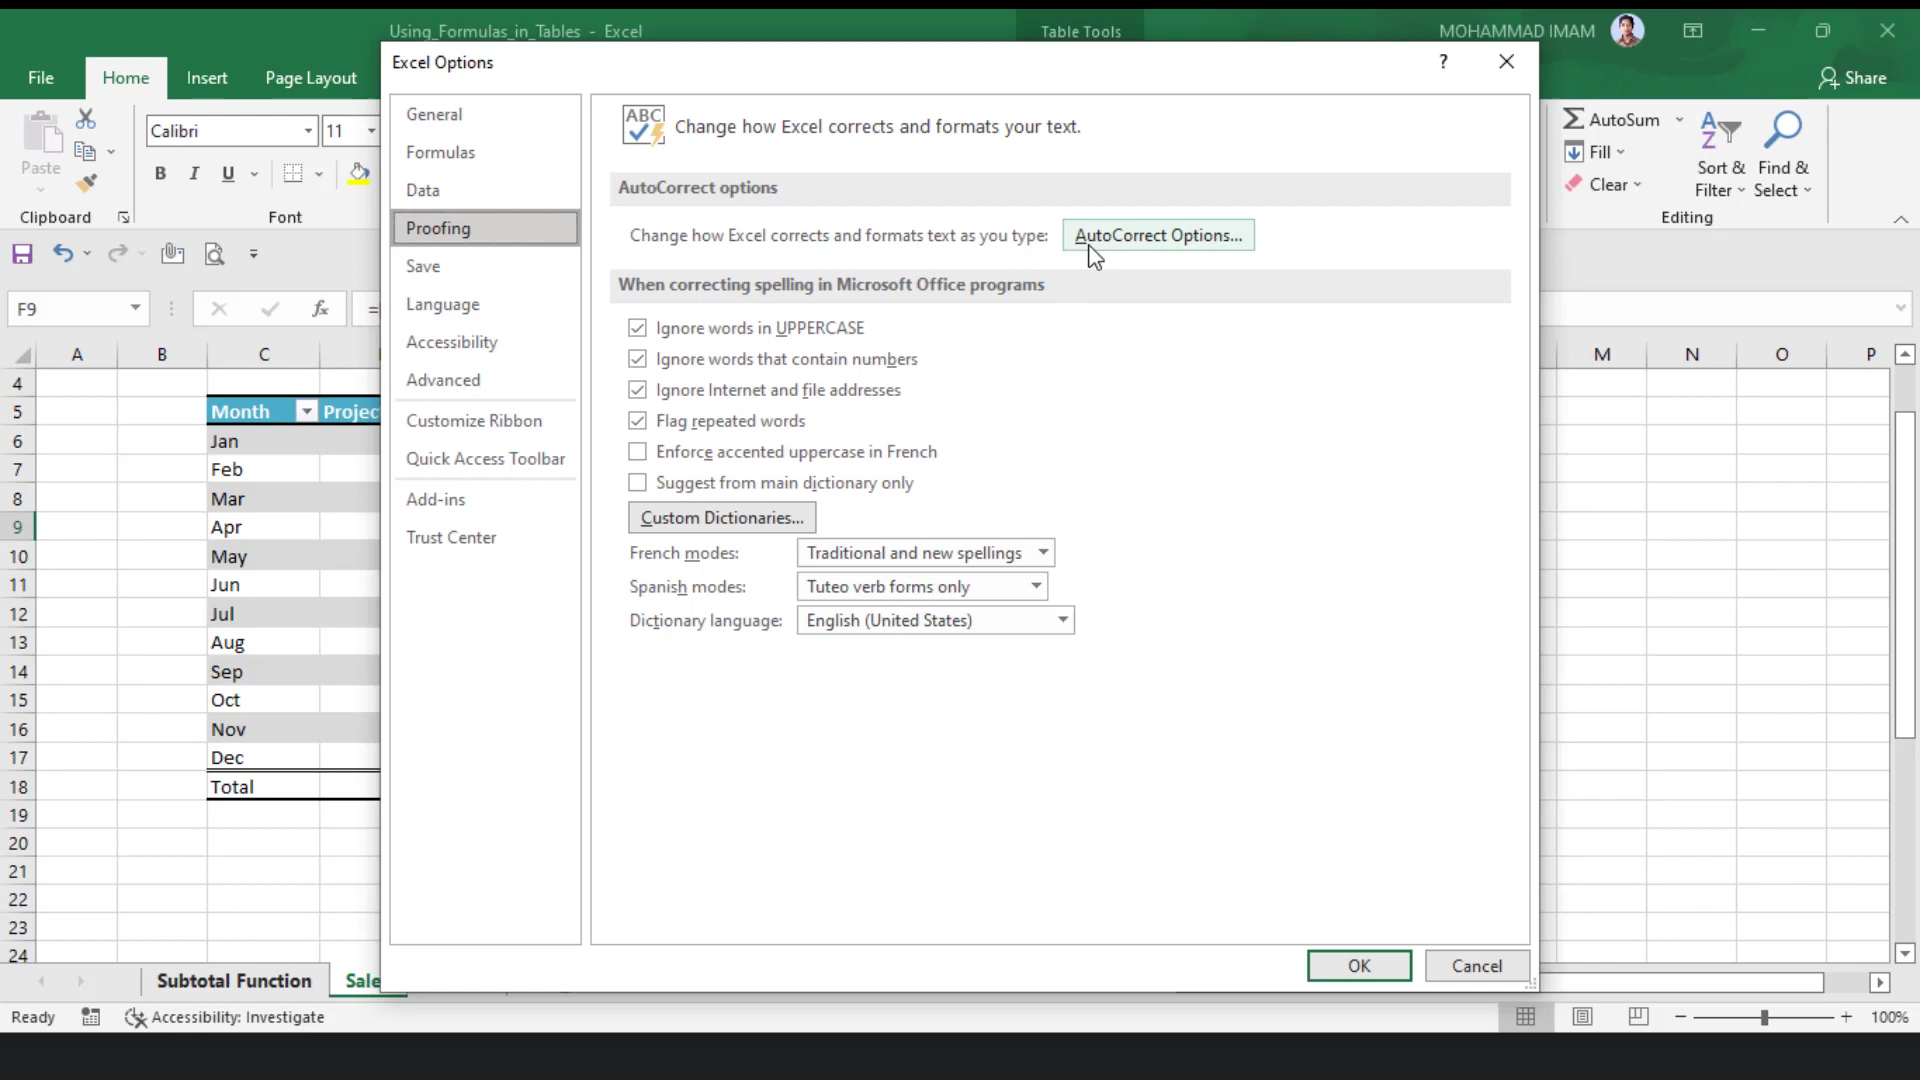 Using_Formulas_in_Tables - Excel
Table Tools
MOHAMMAD IMAM
Excel Options
?
File
Home
Insert
Page Layout
Share
Paste
Calibri
11
B I U
Clipboard
Font
AutoSum
Fill
Clear
Sort &
Filter
Find &
Select
Editing
General
Formulas
Data
Proofing
Save
Language
Accessibility
Advanced
Customize Ribbon
Quick Access Toolbar
Add-ins
Trust Center
ABC
Change how Excel corrects and formats your text.
AutoCorrect options
Change how Excel corrects and formats text as you type:
AutoCorrect Options...
When correcting spelling in Microsoft Office programs
Ignore words in UPPERCASE
Ignore words that contain numbers
Ignore Internet and file addresses
Flag repeated words
Enforce accented uppercase in French
Suggest from main dictionary only
Custom Dictionaries...
French modes: Traditional and new spellings
Spanish modes: Tuteo verb forms only
Dictionary language: English (United States)
OK
Cancel
F9
fx
=
A B C M N O P
4
5 Month Projec
6 Jan
7 Feb
8 Mar
9 Apr
10 May
11 Jun
12 Jul
13 Aug
14 Sep
15 Oct
16 Nov
17 Dec
18 Total
19
20
21
22
23
24
Subtotal Function
Sale
Ready
Accessibility: Investigate
100%